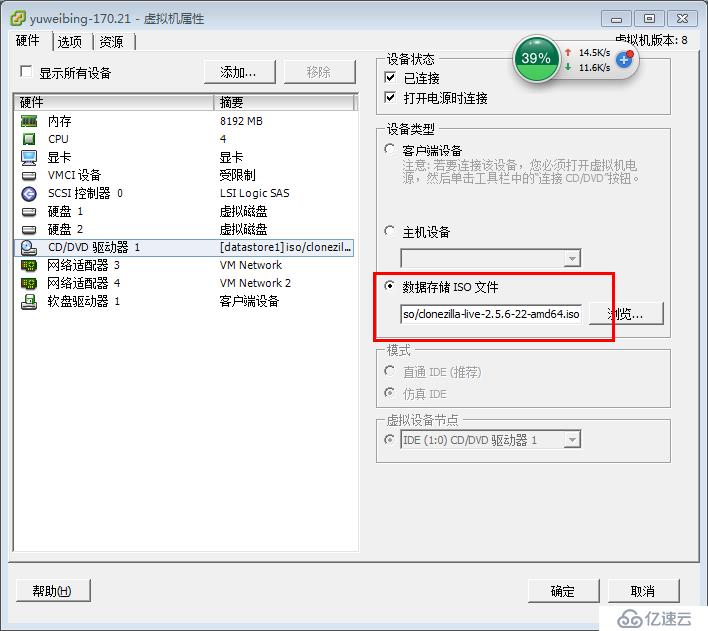 yuweibing-170.21 - 虚拟机属性
硬件 选项 资源
虚拟机版本: 8
显示所有设备
添加...
移除
硬件 摘要
内存 8192 MB
CPU 4
显卡 显卡
VMCI 设备 受限制
SCSI 控制器 0 LSI Logic SAS
硬盘 1 虚拟磁盘
硬盘 2 虚拟磁盘
CD/DVD 驱动器 1 [datastore1] iso/clonezil...
网络适配器 3 VM Network
网络适配器 4 VM Network 2
软盘驱动器 1 客户端设备
设备状态
已连接
打开电源时连接
39%
14.5K/s
11.6K/s
设备类型
客户端设备
注意: 若要连接该设备，您必须打开虚拟机电
源，然后单击工具栏中的“连接 CD/DVD”按钮。
主机设备
数据存储 ISO 文件
so/clonezilla-live-2.5.6-22-amd64.iso
浏览...
模式
直通 IDE (推荐)
仿真 IDE
虚拟设备节点
IDE (1:0) CD/DVD 驱动器 1
帮助(H)
确定
取消
亿速云